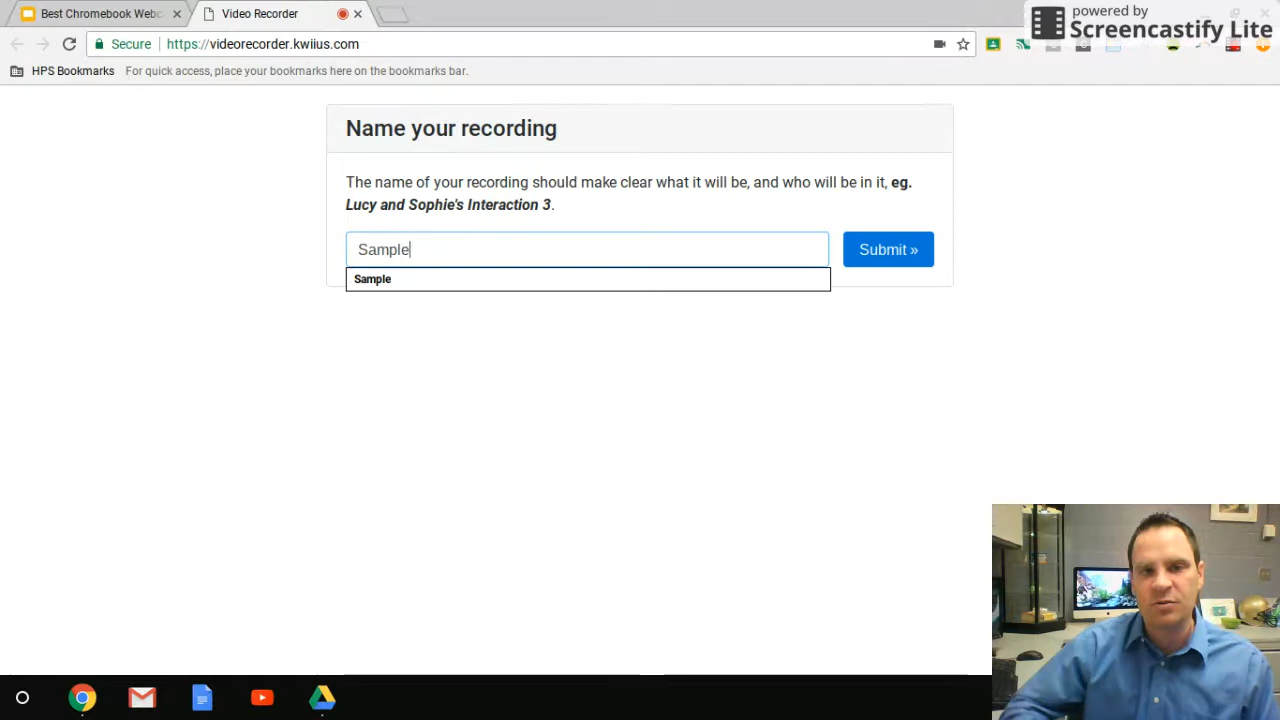 Best Chromebook Webc
Video Recorder
powered by
Screencastify Lite
Secure
https://videorecorder.kwiius.com
HPS Bookmarks
For quick access, place your bookmarks here on the bookmarks bar.
Name your recording
The name of your recording should make clear what it will be, and who will be in it, eg.
Lucy and Sophie's Interaction 3.
Sample
Submit »
Sample